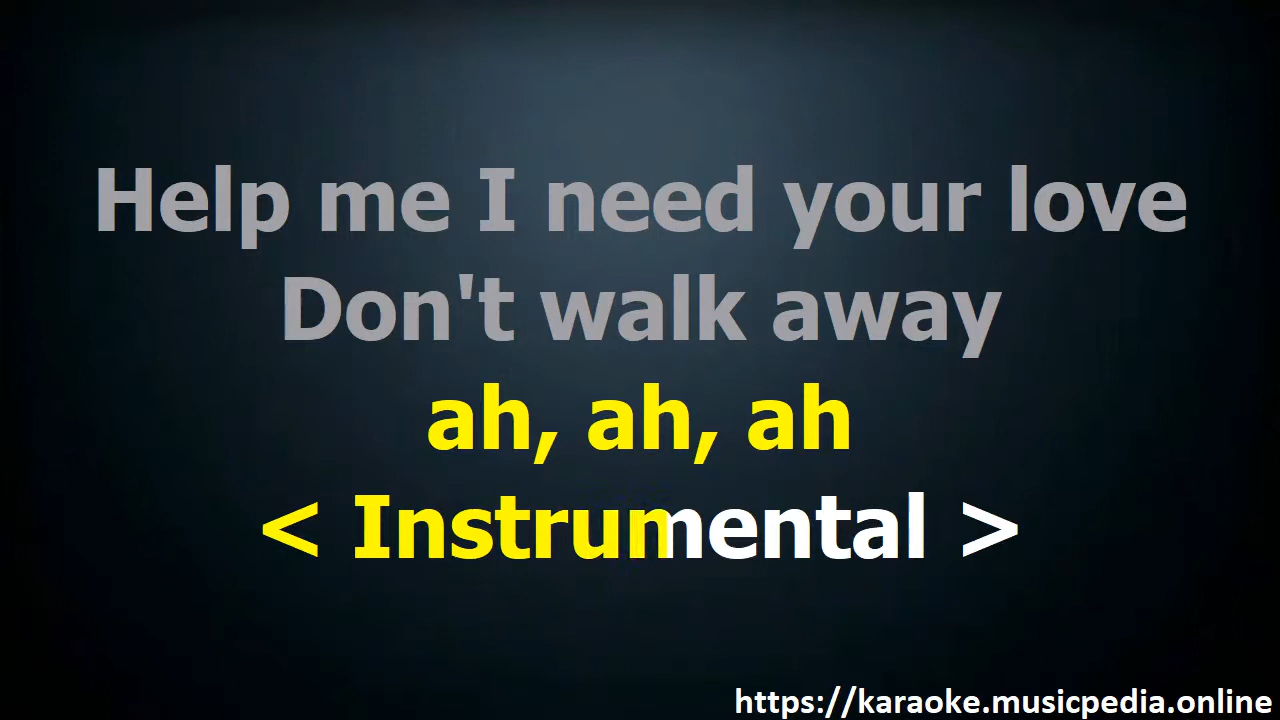 Help me I need your love
Don't walk away
ah, ah, ah
< Instrumental >
https://karaoke.musicpedia.online